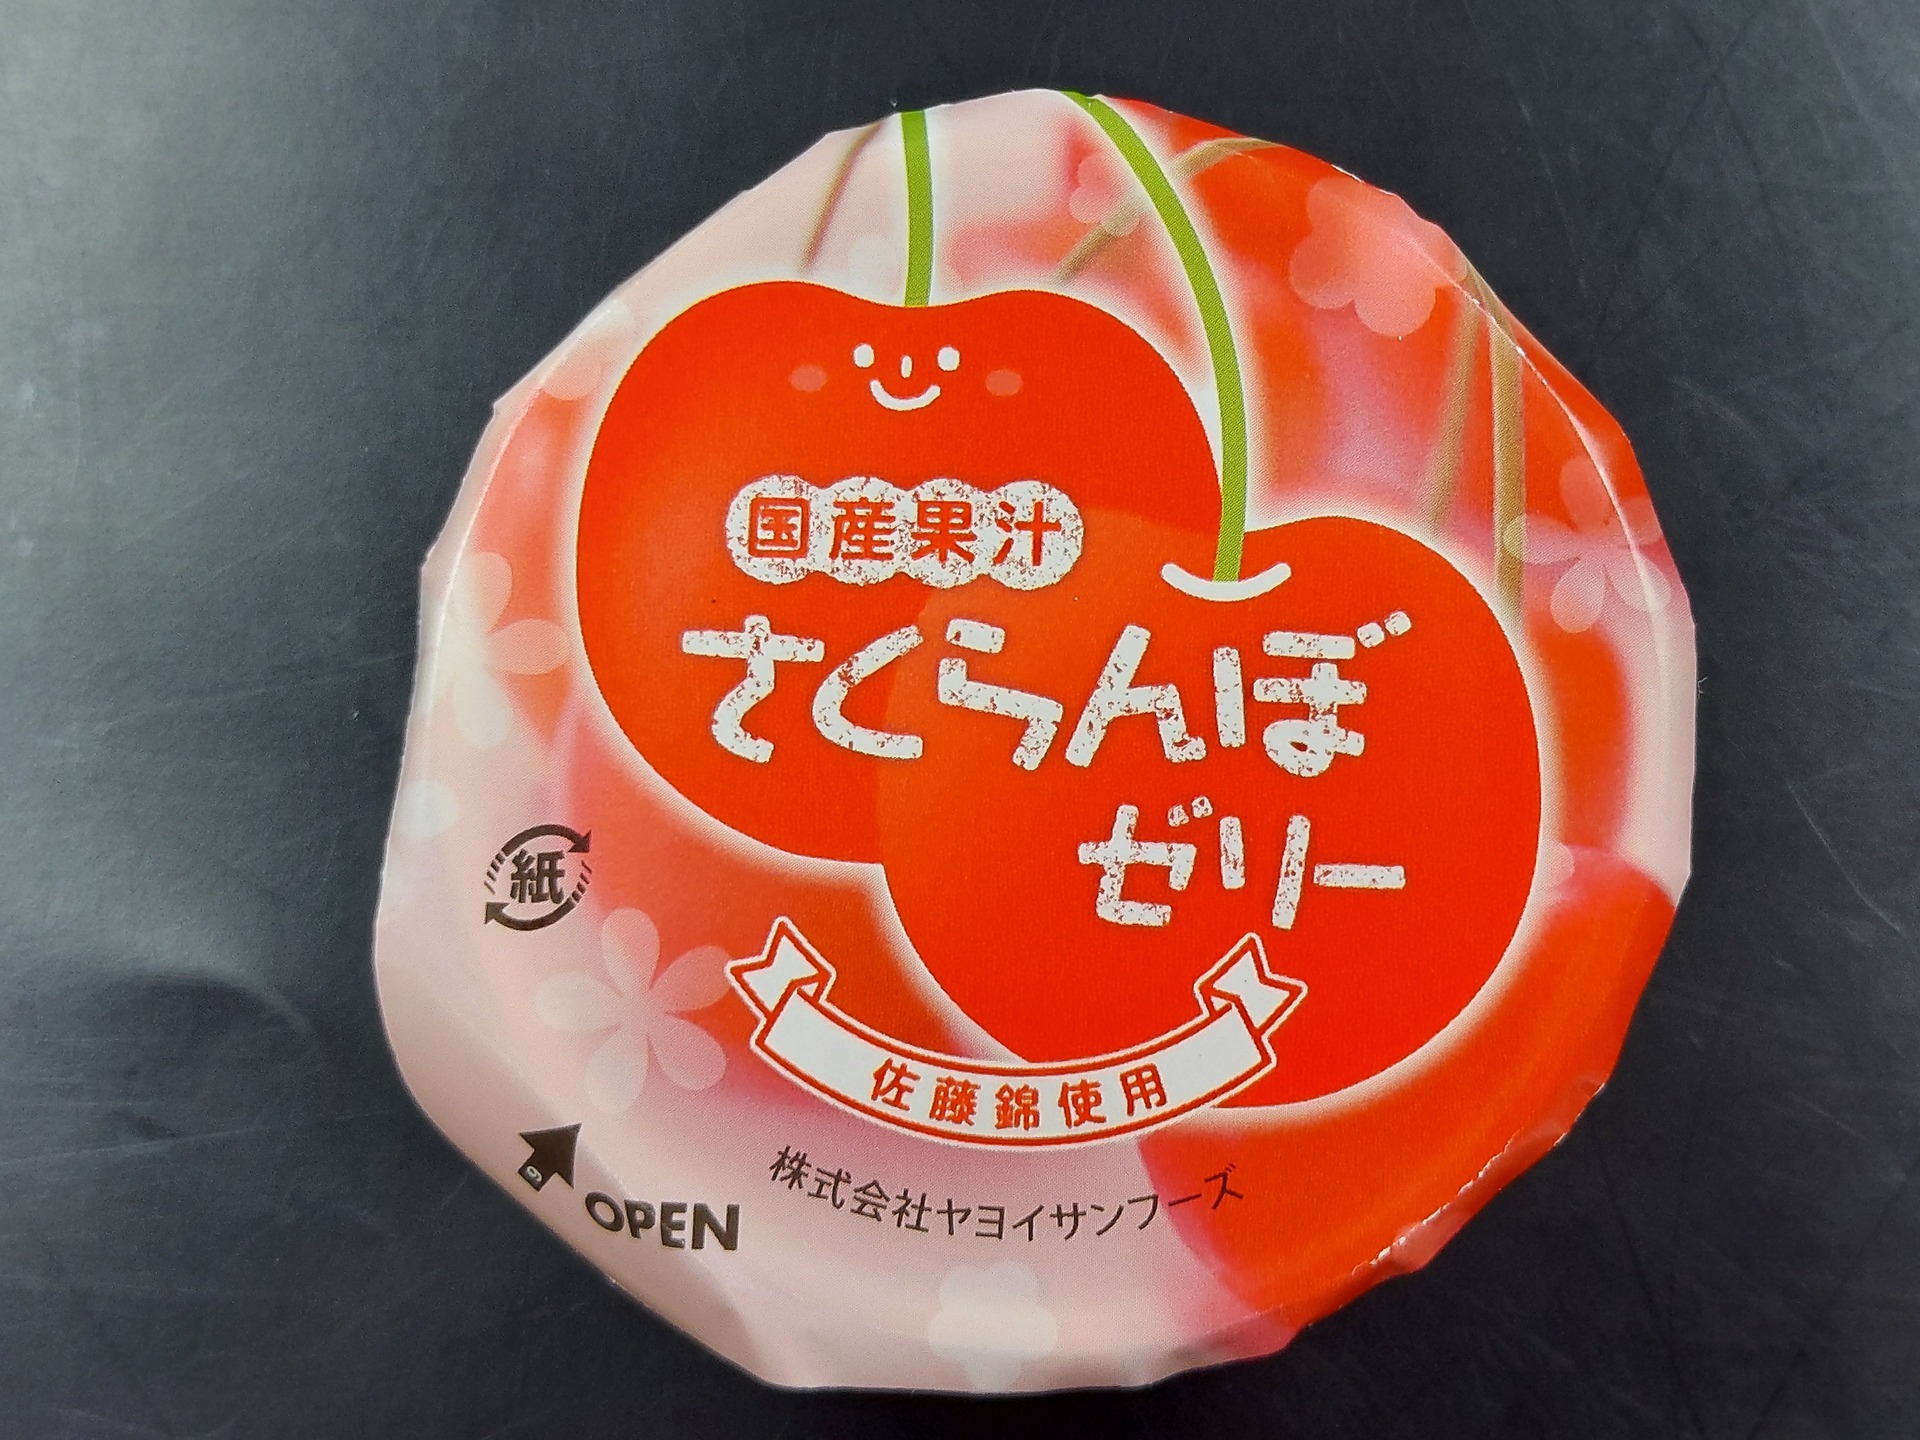 国産果汁
さくらんぼ
ゼリー
紙
佐藤錦使用
株式会社ヤヨイサンフーズ
9
OPEN